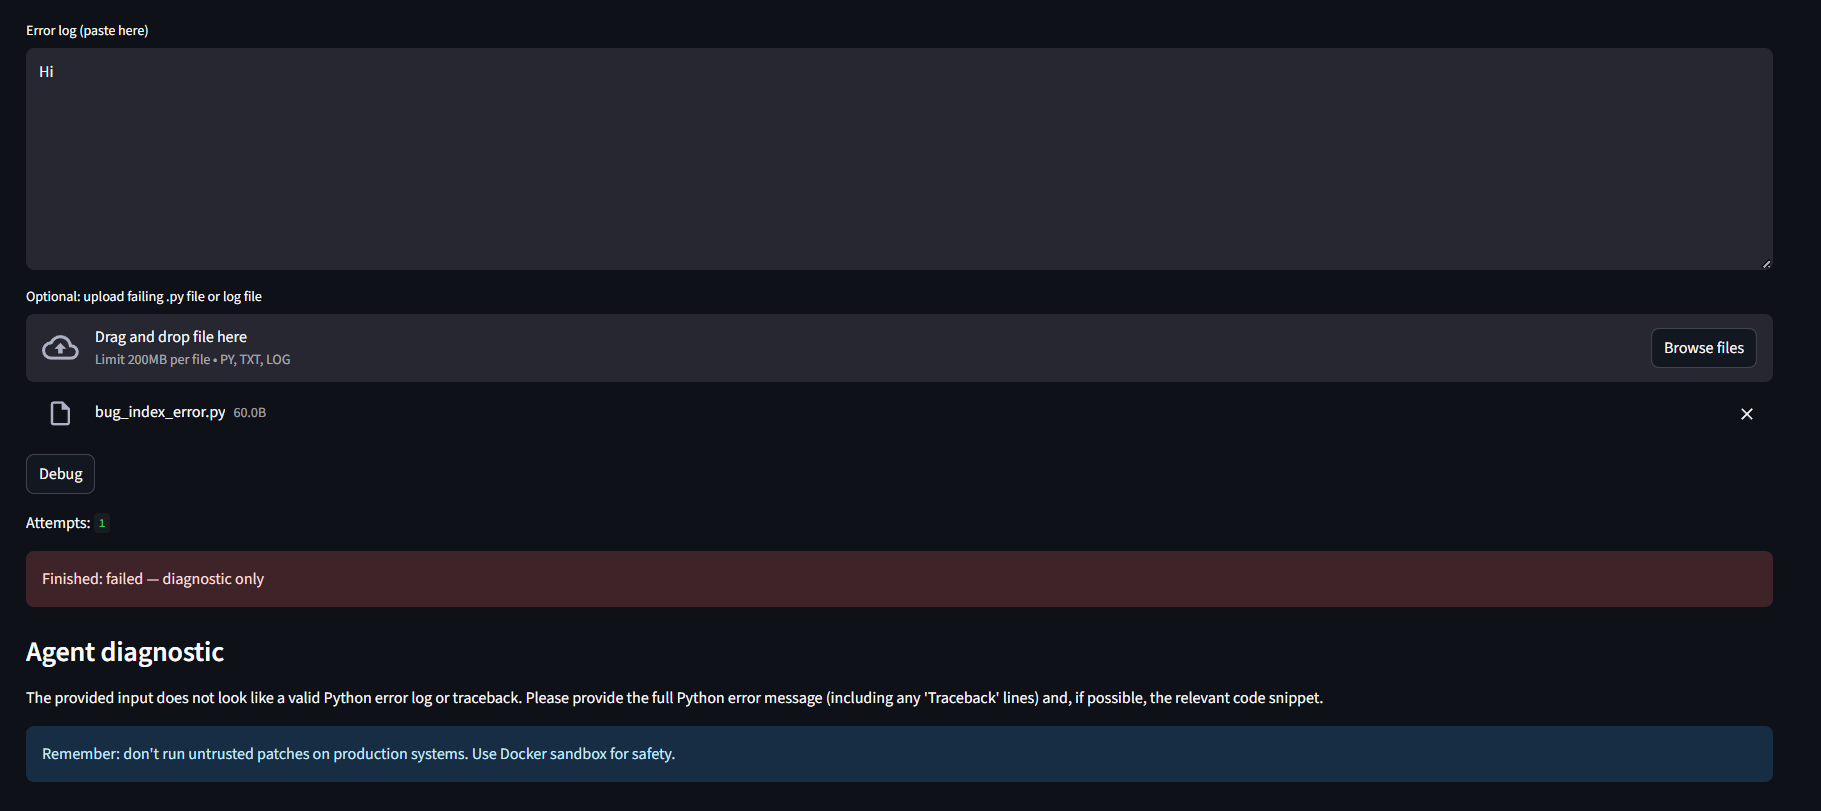 Error log (paste here)
Hi
Optional: upload failing .py file or log file
Drag and drop file here
Limit 200MB per file • PY, TXT, LOG
Browse files
bug_index_error.py 60.0B
Debug
Attempts: 1
Finished: failed — diagnostic only
Agent diagnostic
The provided input does not look like a valid Python error log or traceback. Please provide the full Python error message (including any 'Traceback' lines) and, if possible, the relevant code snippet.
Remember: don't run untrusted patches on production systems. Use Docker sandbox for safety.